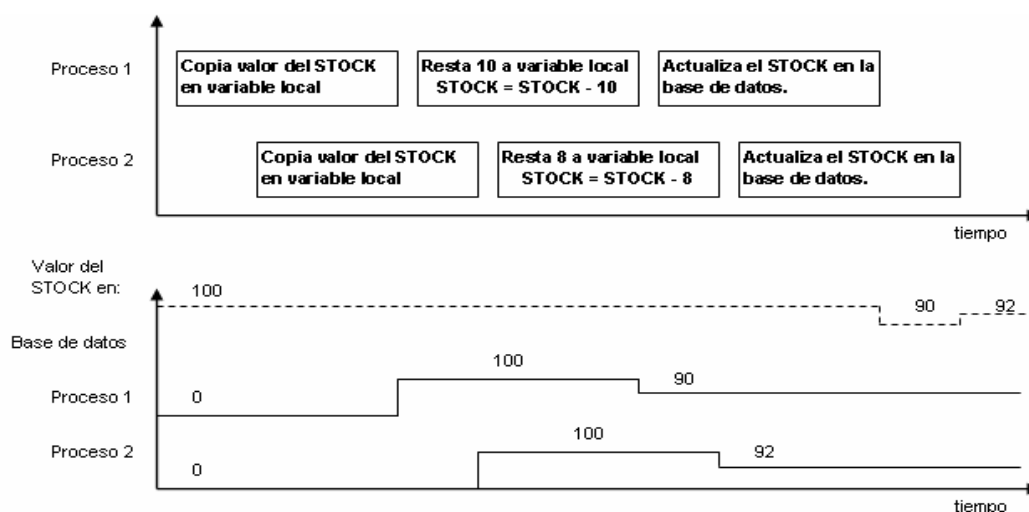 Proceso 1
Copia valor del STOCK
en variable local
Resta 10 a variable local
STOCK = STOCK - 10
Actualiza el STOCK en la
base de datos.
Proceso 2
Copia valor del STOCK
en variable local
Resta 8 a variable local
STOCK = STOCK - 8
Actualiza el STOCK en la
base de datos.
tiempo
Valor del
STOCK en:
100
90
92
Base de datos
100
Proceso 1
0
90
100
Proceso 2
0
92
tiempo